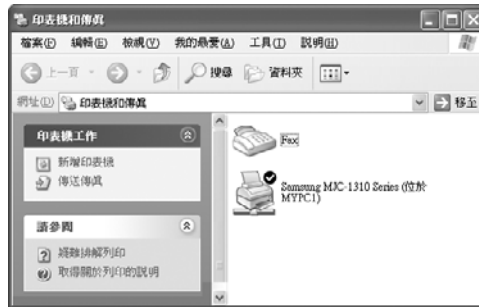 印表機和傳真
檔案(F) 編輯(E) 檢視(V) 我的最愛(A) 工具(T) 說明(H)
上一頁 搜尋 資料夾
網址(D) 印表機和傳真 移至
印表機工作
新增印表機
傳送傳真
請參閱
疑難排解列印
取得關於列印的說明
Fax
Samsung MJC-1310 Series (位於
MYPC1)